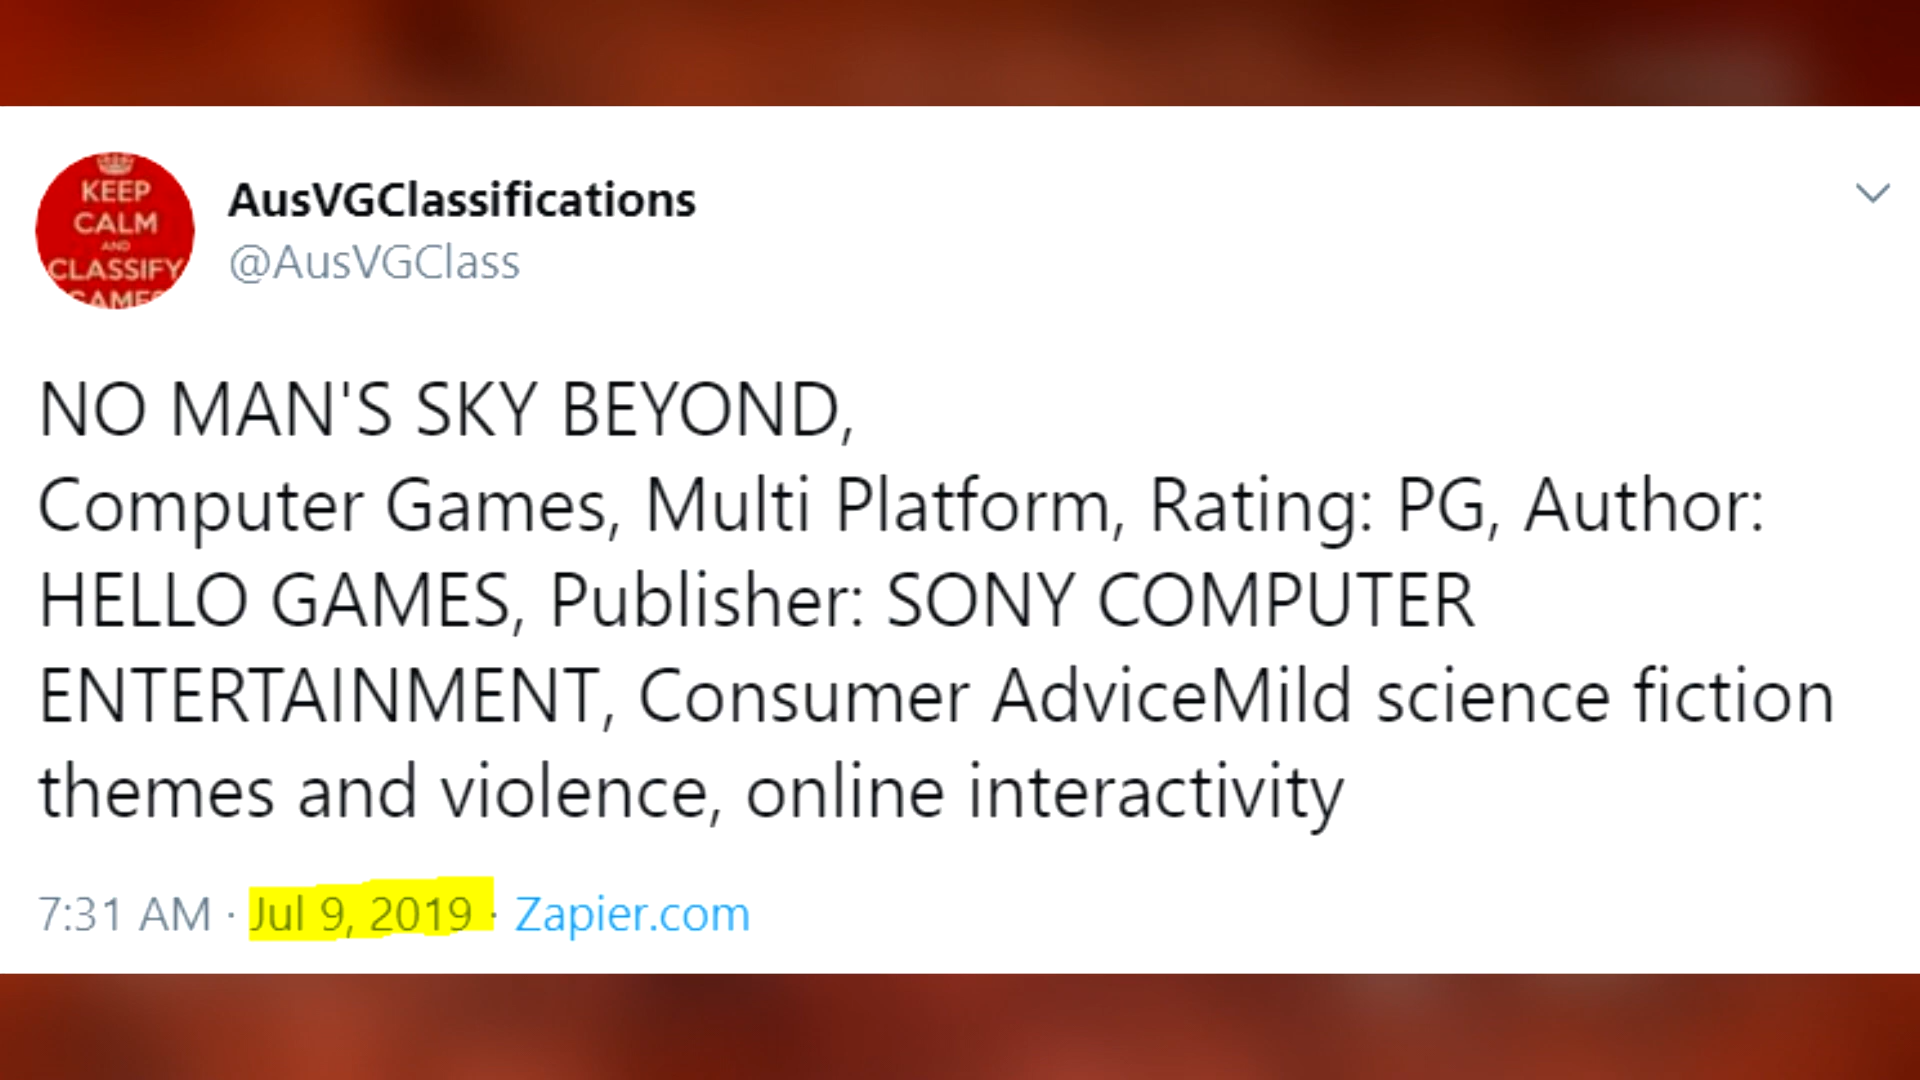 KEEP
CALM
AND
CLASSIFY
GAMES
AusVGClassifications
@AusVGClass
NO MAN'S SKY BEYOND,
Computer Games, Multi Platform, Rating: PG, Author:
HELLO GAMES, Publisher: SONY COMPUTER
ENTERTAINMENT, Consumer AdviceMild science fiction
themes and violence, online interactivity
7:31 AM · Jul 9, 2019 · Zapier.com